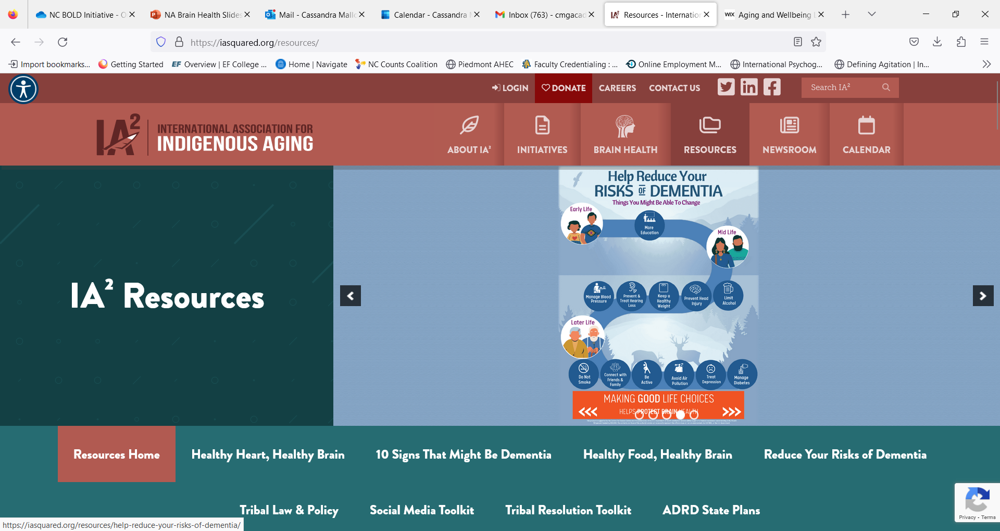 NC BOLD Initiative - O
NA Brain Health Slides
Mail - Cassandra Mallo
Calendar - Cassandra M
Inbox (763) - cmgacad
Resources - Internation
WIX Aging and Wellbeing L
https://iasquared.org/resources/
Import bookmarks...
Getting Started
EF Overview | EF College ...
Home | Navigate
NC Counts Coalition
Piedmont AHEC
Faculty Credentialing : ...
Online Employment M...
International Psychog...
Defining Agitation | In...
LOGIN
DONATE
CAREERS
CONTACT US
Search IA²
IA² INTERNATIONAL ASSOCIATION FOR
INDIGENOUS AGING
ABOUT IA²
INITIATIVES
BRAIN HEALTH
RESOURCES
NEWSROOM
CALENDAR
IA² Resources
Help Reduce Your
RISKS OF DEMENTIA
Things You Might Be Able To Change
Early Life
More
Education
Mid Life
Manage Blood
Pressure
Prevent &
Treat Hearing
Loss
Keep a
Healthy
Weight
Prevent Head
Injury
Limit
Alcohol
Later Life
Do Not
Smoke
Connect with
Friends &
Family
Be
Active
Avoid Air
Pollution
Treat
Depression
Manage
Diabetes
MAKING GOOD LIFE CHOICES
HELPS PROTECT BRAIN HEALTH
Resources Home
Healthy Heart, Healthy Brain
10 Signs That Might Be Dementia
Healthy Food, Healthy Brain
Reduce Your Risks of Dementia
Tribal Law & Policy
Social Media Toolkit
Tribal Resolution Toolkit
ADRD State Plans
Privacy - Terms
https://iasquared.org/resources/help-reduce-your-risks-of-dementia/